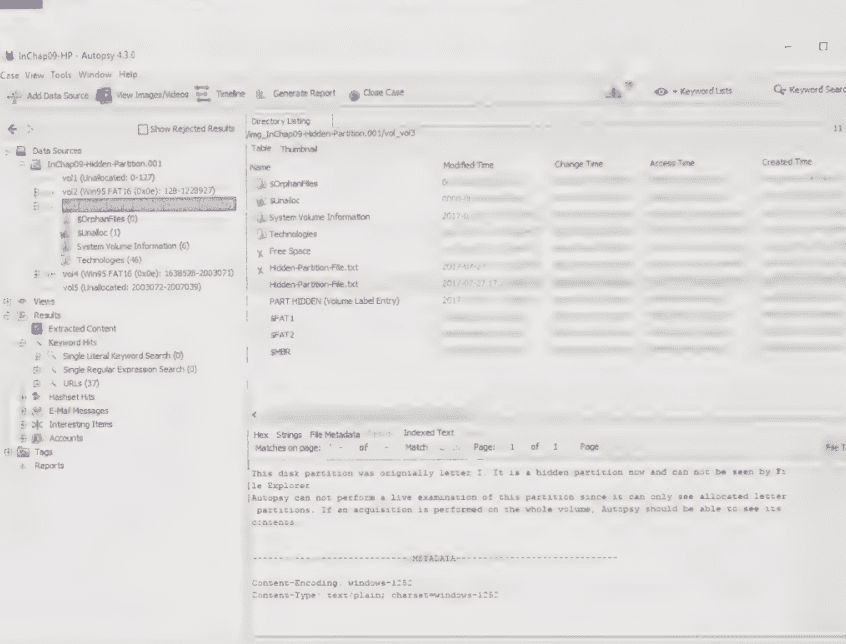 InChap09-HP - Autopsy 4.3.0
Case View Tools Window Help
Add Data Source View Images/Videos Timeline Generate Report Close Case Keyword Lists Keyword Searc
Show Rejected Results
Directory Listing
/img_InChap09-Hidden-Partition.001/vol_vol3
11
Table Thumbnail
Name Modified Time Change Time Access Time Created Time
$OrphanFiles
$Unalloc
System Volume Information
Technologies
Free Space
Hidden-Partition-File.txt
Hidden-Partition-File.txt
PART HIDDEN (Volume Label Entry)
$FAT1
$FAT2
$MBR
Data Sources
InChap09-Hidden-Partition.001
vol1 (Unallocated: 0-127)
vol2 (Win95 FAT16 (0x0e): 128-1228927)
$OrphanFiles (0)
$Unalloc (1)
System Volume Information (6)
Technologies (46)
vol4 (Win95 FAT16 (0x0e): 1638528-2003071)
vol5 (Unallocated: 2003072-2007039)
Views
Results
Extracted Content
Keyword Hits
Single Literal Keyword Search (0)
Single Regular Expression Search (0)
URLs (37)
Hashset Hits
E-Mail Messages
Interesting Items
Accounts
Tags
Reports
Hex Strings File Metadata Indexed Text
Matches on page: - of - Match Page: 1 of 1 Page
This disk partition was orignially letter I. It is a hidden partition now and can not be seen by Fi
le Explorer
Autopsy can not perform a live examination of this partition since it can only see allocated letter
partitions. If an acquisition is performed on the whole volume, Autopsy should be able to see its
contents
METADATA
Content-Encoding: windows-1252
Content-Type: text/plain; charset=windows-1252